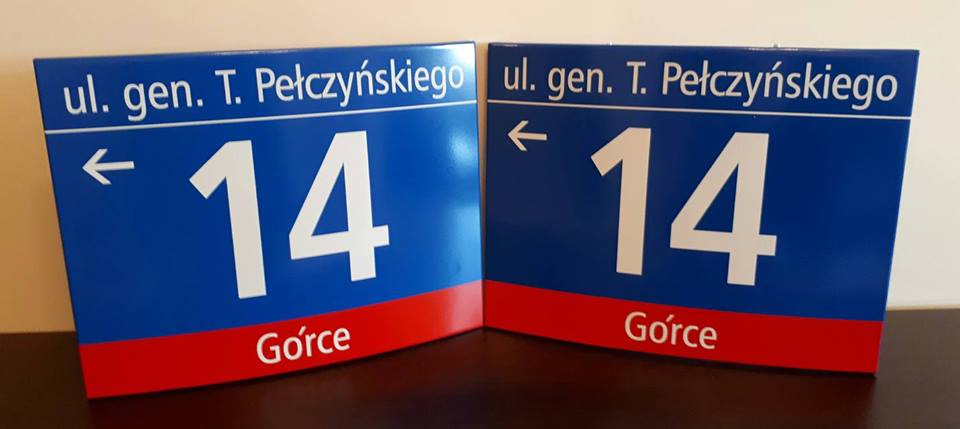 ul. gen. T. Pełczyńskiego
← 14
Górce
ul. gen. T. Pełczyńskiego
← 14
Górce